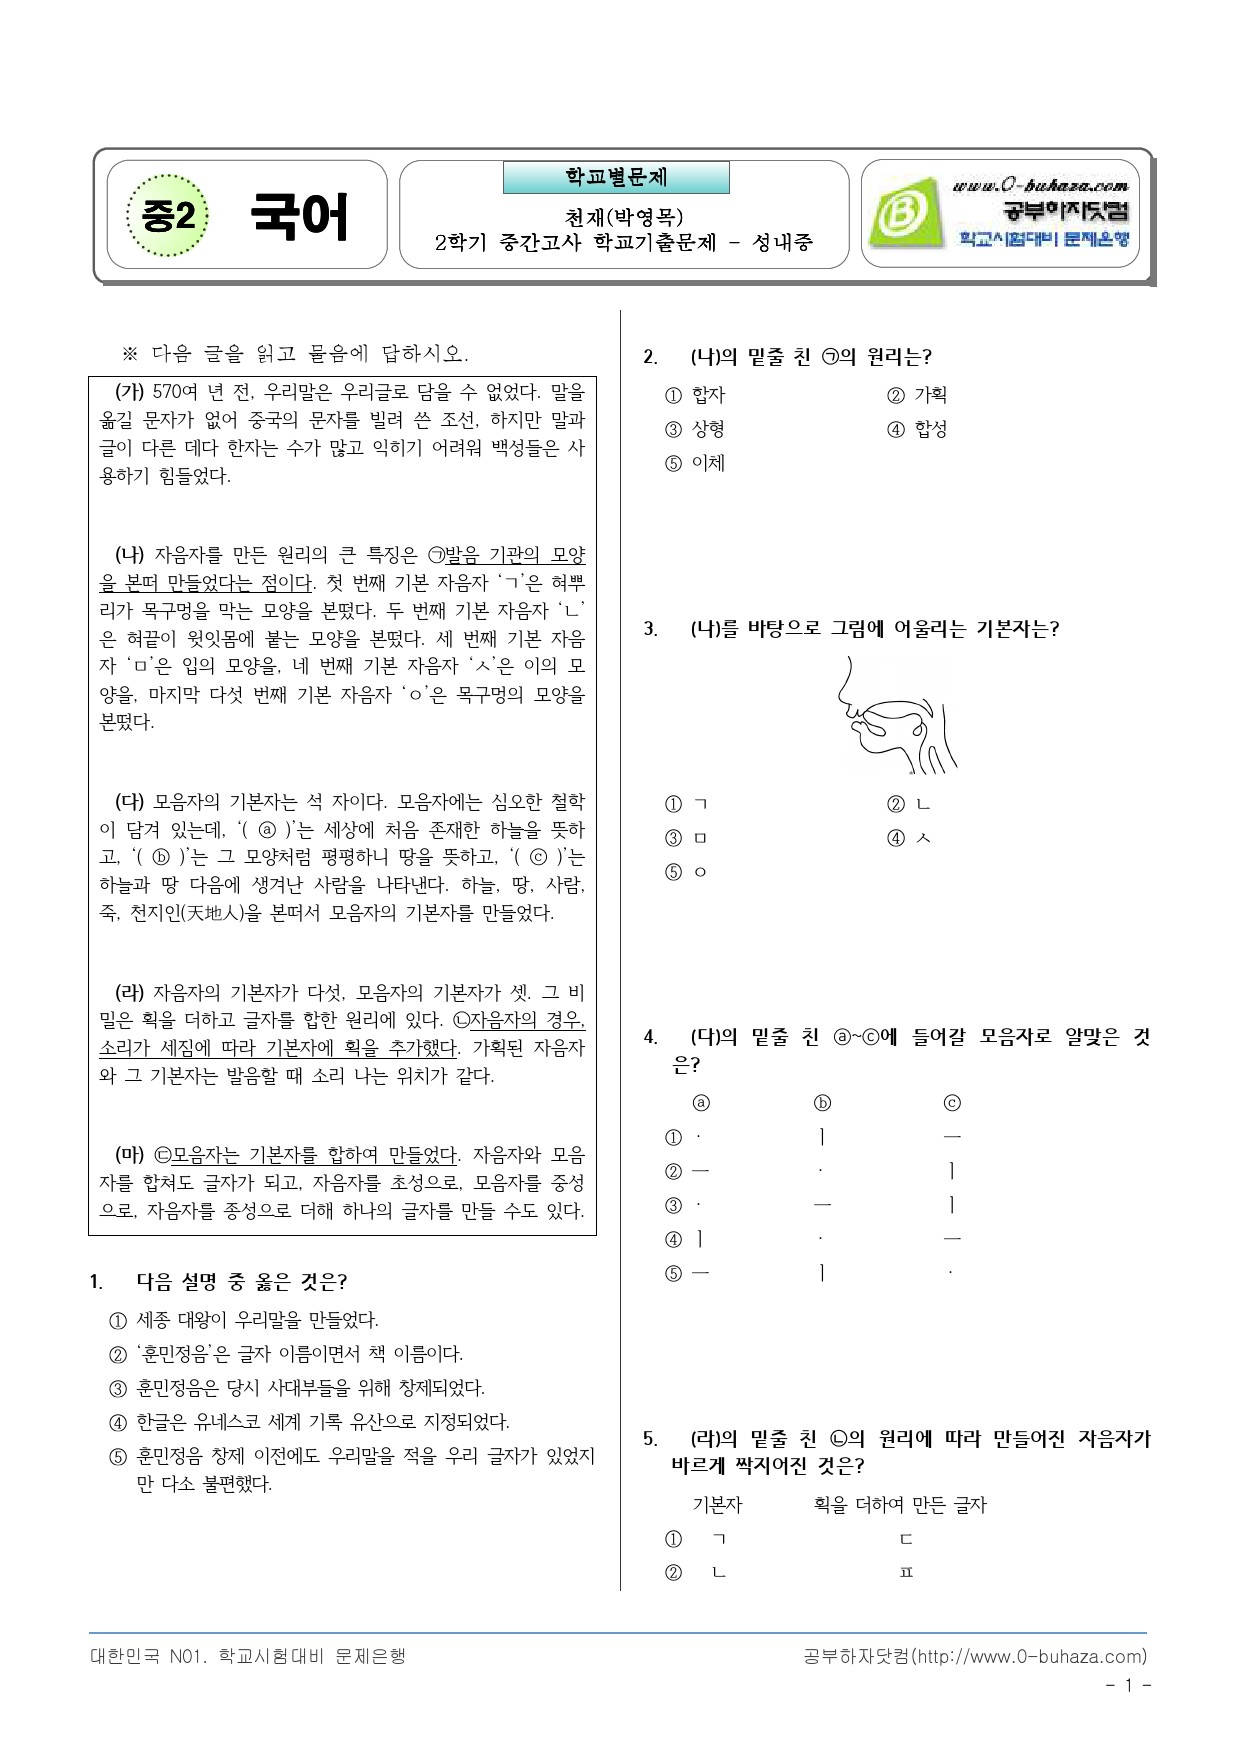 중2 국어
학교별문제
천재(박영목)
2학기 중간고사 학교기출문제 - 성내중
www.0-buhaza.com
공부하자닷컴
학교시험대비 문제은행
※ 다음 글을 읽고 물음에 답하시오.
(가) 570여 년 전, 우리말은 우리글로 담을 수 없었다. 말을
옮길 문자가 없어 중국의 문자를 빌려 쓴 조선, 하지만 말과
글이 다른 데다 한자는 수가 많고 익히기 어려워 백성들은 사
용하기 힘들었다.
(나) 자음자를 만든 원리의 큰 특징은 ㉠발음 기관의 모양
을 본떠 만들었다는 점이다. 첫 번째 기본 자음자 ‘ㄱ’은 혀뿌
리가 목구멍을 막는 모양을 본떴다. 두 번째 기본 자음자 ‘ㄴ’
은 혀끝이 윗잇몸에 붙는 모양을 본떴다. 세 번째 기본 자음
자 ‘ㅁ’은 입의 모양을, 네 번째 기본 자음자 ‘ㅅ’은 이의 모
양을, 마지막 다섯 번째 기본 자음자 ‘ㅇ’은 목구멍의 모양을
본떴다.
(다) 모음자의 기본자는 석 자이다. 모음자에는 심오한 철학
이 담겨 있는데, ‘( ⓐ )’는 세상에 처음 존재한 하늘을 뜻하
고, ‘( ⓑ )’는 그 모양처럼 평평하니 땅을 뜻하고, ‘( ⓒ )’는
하늘과 땅 다음에 생겨난 사람을 나타낸다. 하늘, 땅, 사람,
죽, 천지인(天地人)을 본떠서 모음자의 기본자를 만들었다.
(라) 자음자의 기본자가 다섯, 모음자의 기본자가 셋. 그 비
밀은 획을 더하고 글자를 합한 원리에 있다. ㉡자음자의 경우,
소리가 세짐에 따라 기본자에 획을 추가했다. 가획된 자음자
와 그 기본자는 발음할 때 소리 나는 위치가 같다.
(마) ㉢모음자는 기본자를 합하여 만들었다. 자음자와 모음
자를 합쳐도 글자가 되고, 자음자를 초성으로, 모음자를 중성
으로, 자음자를 종성으로 더해 하나의 글자를 만들 수도 있다.
1. 다음 설명 중 옳은 것은?
① 세종 대왕이 우리말을 만들었다.
② ‘훈민정음’은 글자 이름이면서 책 이름이다.
③ 훈민정음은 당시 사대부들을 위해 창제되었다.
④ 한글은 유네스코 세계 기록 유산으로 지정되었다.
⑤ 훈민정음 창제 이전에도 우리말을 적을 우리 글자가 있었지
만 다소 불편했다.
2. (나)의 밑줄 친 ㉠의 원리는?
① 합자 ② 가획
③ 상형 ④ 합성
⑤ 이체
3. (나)를 바탕으로 그림에 어울리는 기본자는?
① ㄱ ② ㄴ
③ ㅁ ④ ㅅ
⑤ ㅇ
4. (다)의 밑줄 친 ⓐ~ⓒ에 들어갈 모음자로 알맞은 것
은?
ⓐ ⓑ ⓒ
① · ㅣ ㅡ
② ㅡ · ㅣ
③ · ㅡ ㅣ
④ ㅣ · ㅡ
⑤ ㅡ ㅣ ·
5. (라)의 밑줄 친 ㉡의 원리에 따라 만들어진 자음자가
바르게 짝지어진 것은?
기본자 획을 더하여 만든 글자
① ㄱ ㄷ
② ㄴ ㅍ
대한민국 N01. 학교시험대비 문제은행 공부하자닷컴(http://www.0-buhaza.com)
- 1 -